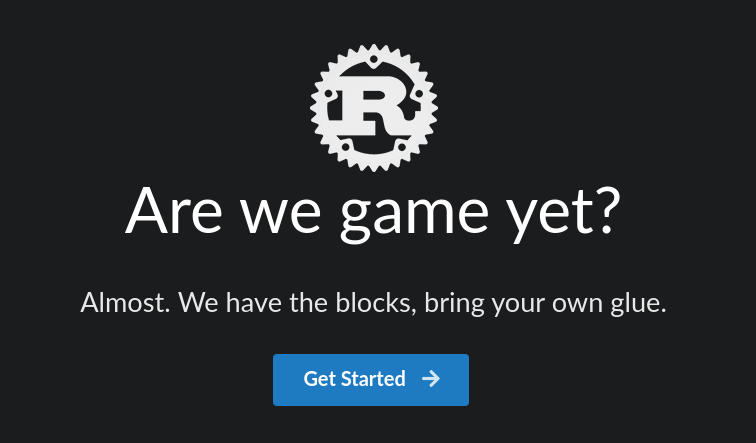 R
Are we game yet?
Almost. We have the blocks, bring your own glue.
Get Started